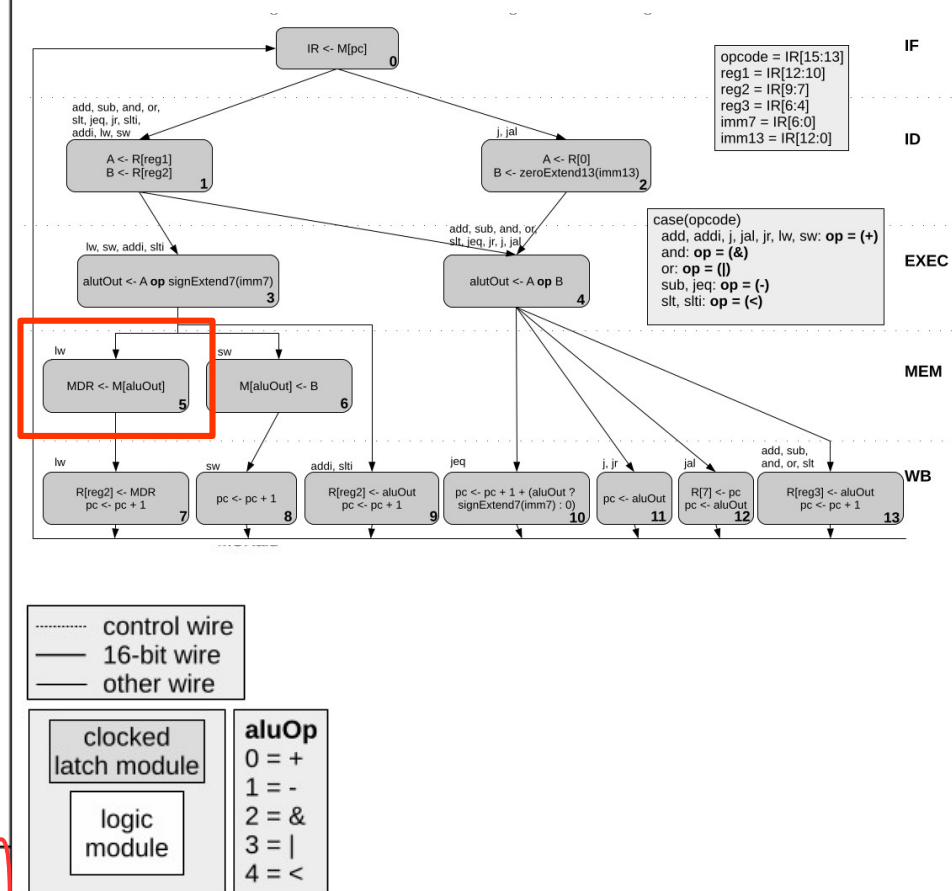 IR <- M[pc]
0
IF
opcode = IR[15:13]
reg1 = IR[12:10]
reg2 = IR[9:7]
reg3 = IR[6:4]
imm7 = IR[6:0]
imm13 = IR[12:0]
add, sub, and, or,
slt, jeq, jr, slti,
addi, lw, sw
j, jal
ID
A <- R[reg1]
B <- R[reg2]
1
A <- R[0]
B <- zeroExtend13(imm13)
2
case(opcode)
add, addi, j, jal, jr, lw, sw: op = (+)
and: op = (&)
or: op = (|)
sub, jeq: op = (-)
slt, slti: op = (<)
lw, sw, addi, slti
add, sub, and, or,
slt, jeq, jr, j, jal
EXEC
alutOut <- A op signExtend7(imm7)
3
alutOut <- A op B
4
lw
sw
MEM
MDR <- M[aluOut]
5
M[aluOut] <- B
6
lw
sw
addi, slti
jeq
j, jr
jal
add, sub,
and, or, slt
WB
R[reg2] <- MDR
pc <- pc + 1
7
pc <- pc + 1
8
R[reg2] <- aluOut
pc <- pc + 1
9
pc <- pc + 1 + (aluOut ?
signExtend7(imm7) : 0)
10
pc <- aluOut
11
R[7] <- pc
pc <- aluOut
12
R[reg3] <- aluOut
pc <- pc + 1
13
control wire
16-bit wire
other wire
clocked
latch module
logic
module
aluOp
0 = +
1 = -
2 = &
3 = |
4 = <